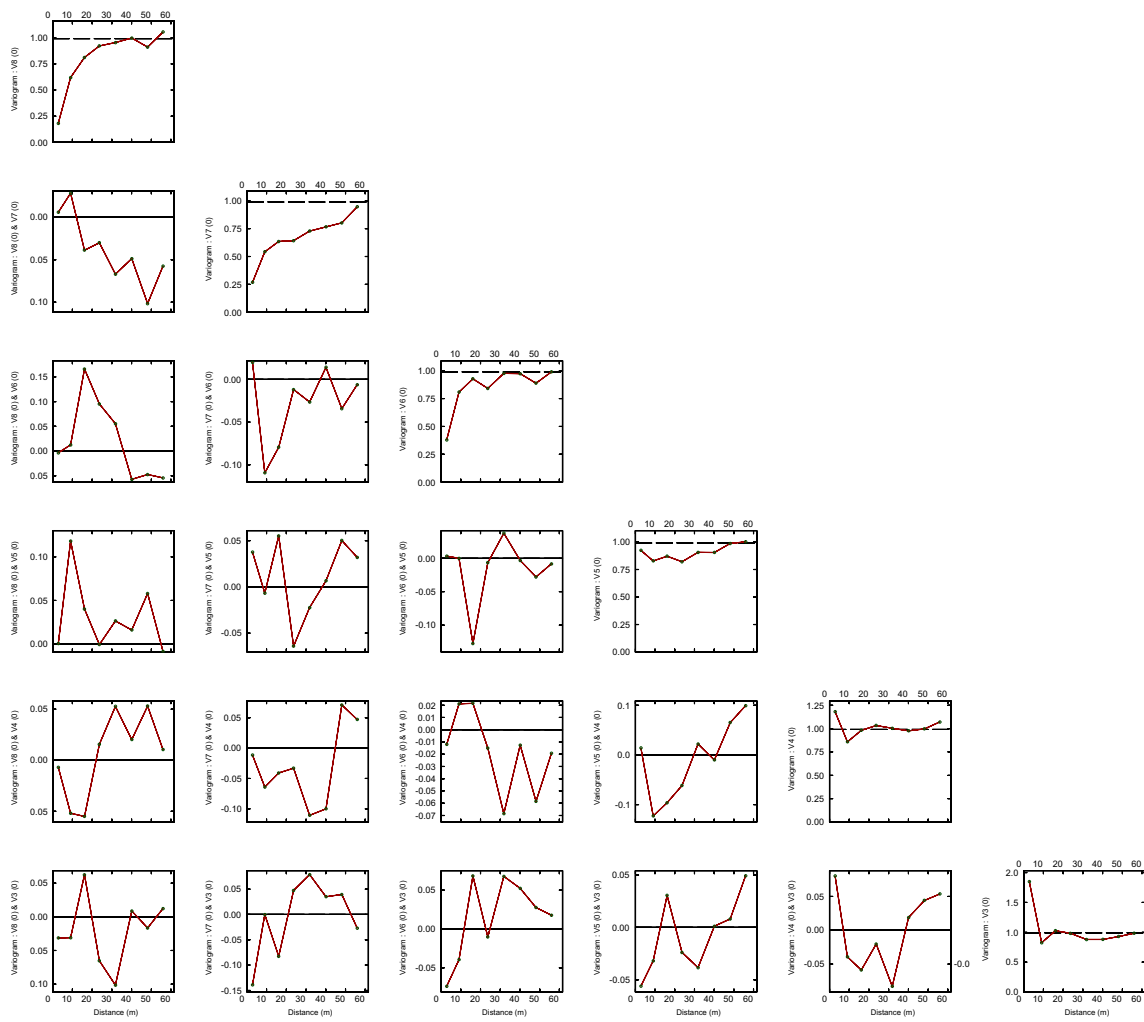 0 10 20 30 40 50 60
1.00
0.75
0.50
0.25
0.00
Variogram : V8 (0)
0.00
0.05
0.10
Variogram : V8 (0) & V7 (0)
0 10 20 30 40 50 60
1.00
0.75
0.50
0.25
0.00
Variogram : V7 (0)
0.15
0.10
0.05
0.00
0.05
Variogram : V8 (0) & V6 (0)
0.00
-0.05
-0.10
Variogram : V7 (0) & V6 (0)
0 10 20 30 40 50 60
1.00
0.75
0.50
0.25
0.00
Variogram : V6 (0)
0.10
0.05
0.00
Variogram : V8 (0) & V5 (0)
0.05
0.00
-0.05
Variogram : V7 (0) & V5 (0)
0.00
-0.05
-0.10
Variogram : V6 (0) & V5 (0)
0 10 20 30 40 50 60
1.00
0.75
0.50
0.25
0.00
Variogram : V5 (0)
0.05
0.00
0.05
Variogram : V8 (0) & V4 (0)
0.05
0.00
-0.05
-0.10
Variogram : V7 (0) & V4 (0)
0.02
0.01
0.00
-0.01
-0.02
-0.03
-0.04
-0.05
-0.06
-0.07
Variogram : V6 (0) & V4 (0)
0.1
0.0
-0.1
Variogram : V5 (0) & V4 (0)
0 10 20 30 40 50 60
1.25
1.00
0.75
0.50
0.25
0.00
Variogram : V4 (0)
0.05
0.00
0.05
0.10
Variogram : V8 (0) & V3 (0)
Distance (m)
0.05
0.00
-0.05
-0.10
-0.15
Variogram : V7 (0) & V3 (0)
Distance (m)
0.05
0.00
-0.05
Variogram : V6 (0) & V3 (0)
Distance (m)
0.05
0.00
-0.05
Variogram : V5 (0) & V3 (0)
Distance (m)
0.05
0.00
-0.05
Variogram : V4 (0) & V3 (0)
Distance (m)
-0.0
0 10 20 30 40 50 60
2.0
1.5
1.0
0.5
0.0
Variogram : V3 (0)
Distance (m)